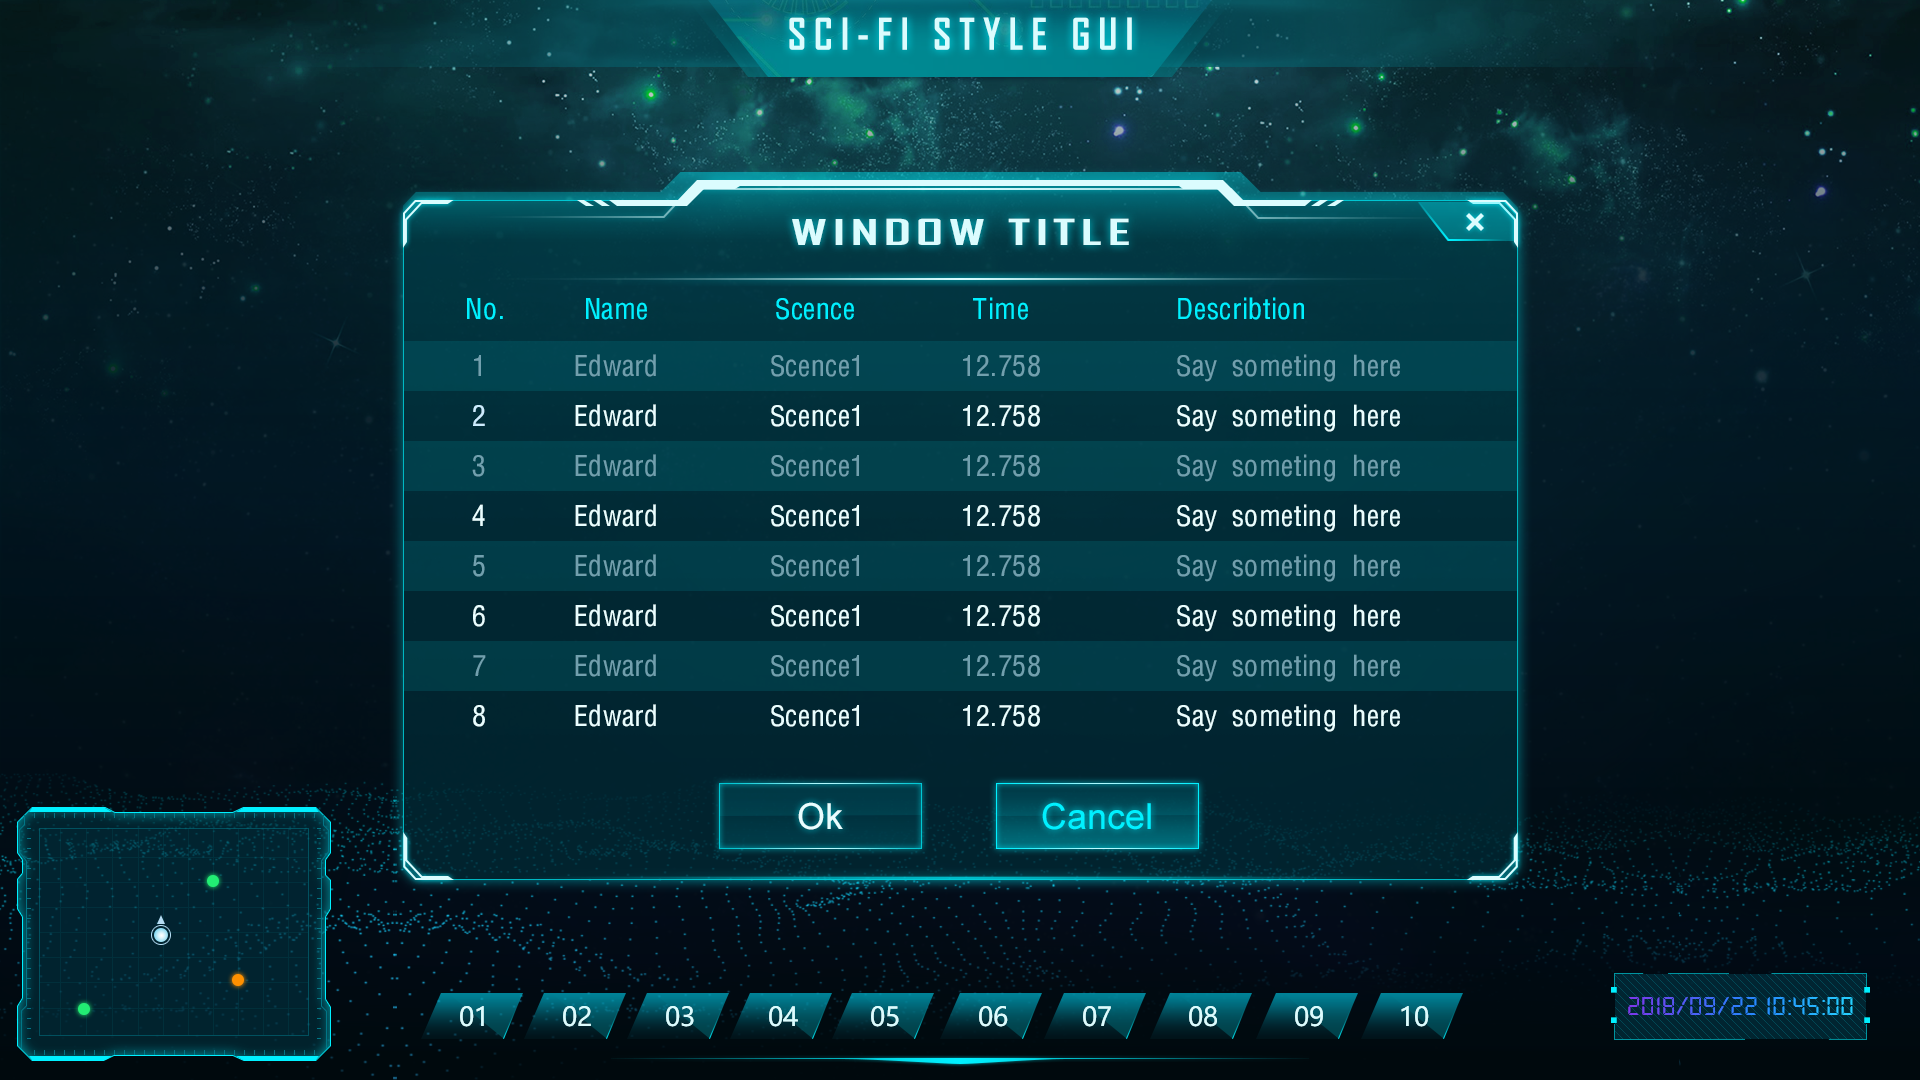 SCI-FI STYLE GUI
WINDOW TITLE
×
No. Name Scence Time Describtion
1 Edward Scence1 12.758 Say someting here
2 Edward Scence1 12.758 Say someting here
3 Edward Scence1 12.758 Say someting here
4 Edward Scence1 12.758 Say someting here
5 Edward Scence1 12.758 Say someting here
6 Edward Scence1 12.758 Say someting here
7 Edward Scence1 12.758 Say someting here
8 Edward Scence1 12.758 Say someting here
Ok Cancel
01 02 03 04 05 06 07 08 09 10
2018/09/22 10:45:00